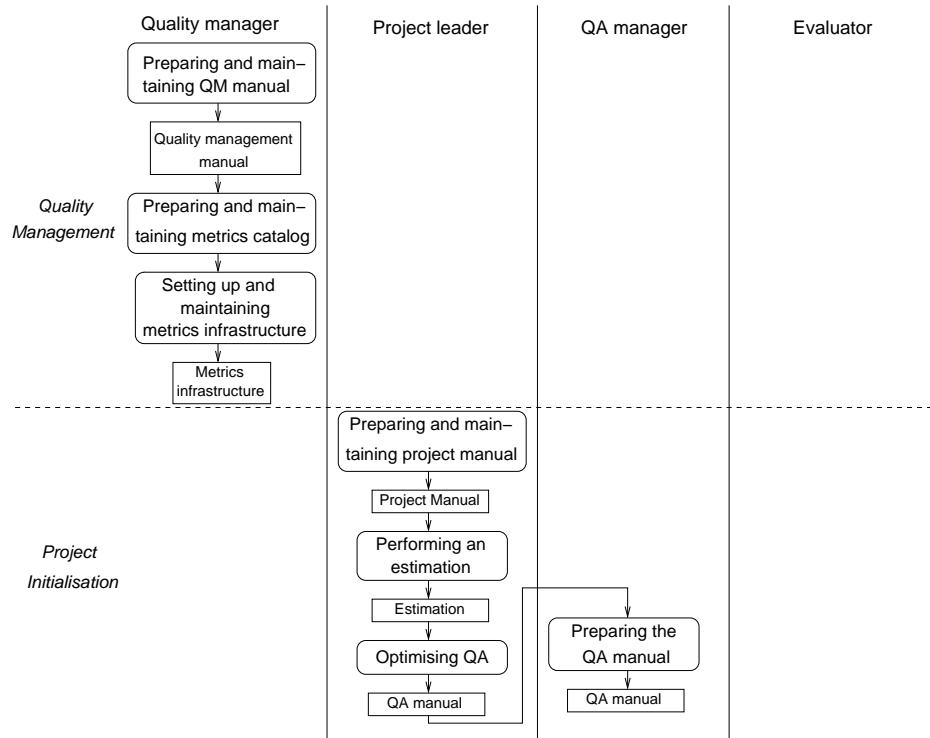 Quality manager
Project leader
QA manager
Evaluator
Preparing and main–
taining QM manual
Quality management
manual
Quality
Management
Preparing and main–
taining metrics catalog
Setting up and
maintaining
metrics infrastructure
Metrics
infrastructure
Preparing and main–
taining project manual
Project Manual
Project
Initialisation
Performing an
estimation
Estimation
Optimising QA
QA manual
Preparing the
QA manual
QA manual